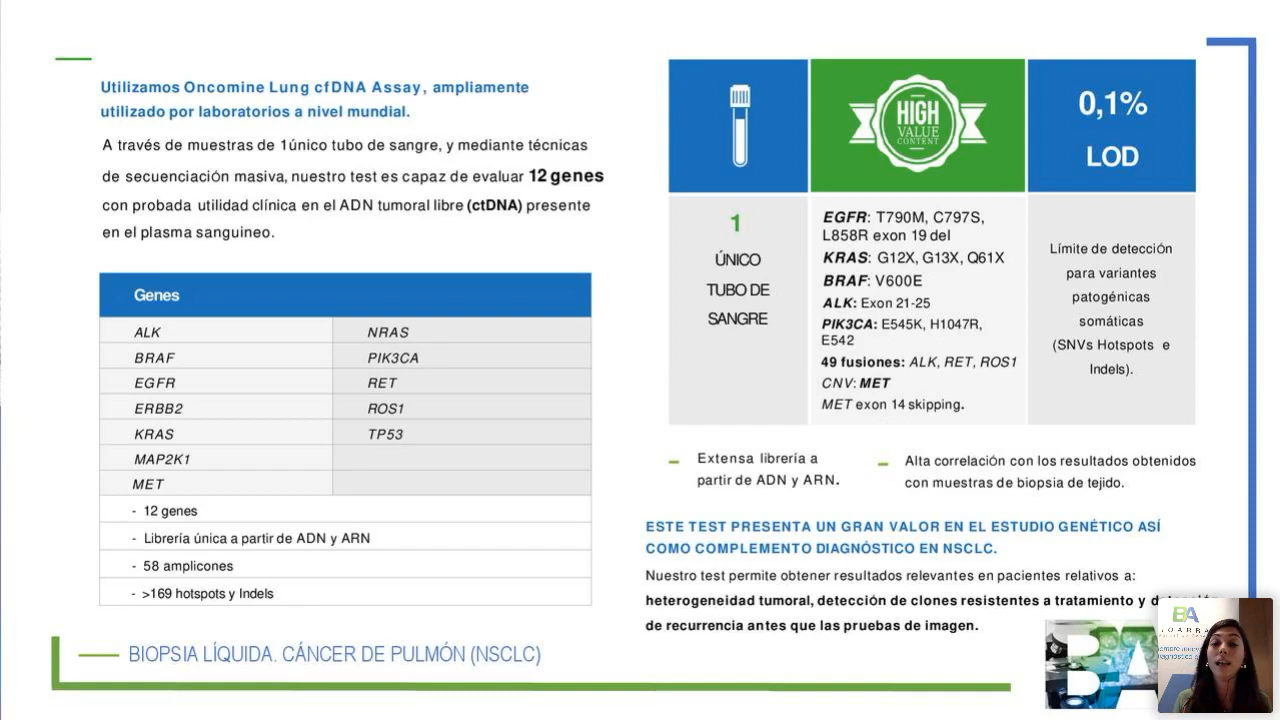 Utilizamos Oncomine Lung cfDNA Assay, ampliamente
utilizado por laboratorios a nivel mundial.
A través de muestras de 1único tubo de sangre, y mediante técnicas
de secuenciación masiva, nuestro test es capaz de evaluar 12 genes
con probada utilidad clínica en el ADN tumoral libre (ctDNA) presente
en el plasma sanguineo.
Genes
ALK NRAS
BRAF PIK3CA
EGFR RET
ERBB2 ROS1
KRAS TP53
MAP2K1
MET
- 12 genes
- Librería única a partir de ADN y ARN
- 58 amplicones
- >169 hotspots y Indels
HIGH
VALUE
CONTENT
0,1%
LOD
1
ÚNICO
TUBO DE
SANGRE
EGFR: T790M, C797S,
L858R exon 19 del
KRAS: G12X, G13X, Q61X
BRAF: V600E
ALK: Exon 21-25
PIK3CA: E545K, H1047R,
E542
49 fusiones: ALK, RET, ROS1
CNV: MET
MET exon 14 skipping.
Límite de detección
para variantes
patogénicas
somáticas
(SNVs Hotspots e
Indels).
Extensa librería a
partir de ADN y ARN.
Alta correlación con los resultados obtenidos
con muestras de biopsia de tejido.
ESTE TEST PRESENTA UN GRAN VALOR EN EL ESTUDIO GENÉTICO ASÍ
COMO COMPLEMENTO DIAGNÓSTICO EN NSCLC.
Nuestro test permite obtener resultados relevantes en pacientes relativos a:
heterogeneidad tumoral, detección de clones resistentes a tratamiento y
de recurrencia antes que las pruebas de imagen.
BIOPSIA LÍQUIDA. CÁNCER DE PULMÓN (NSCLC)
BA
BA